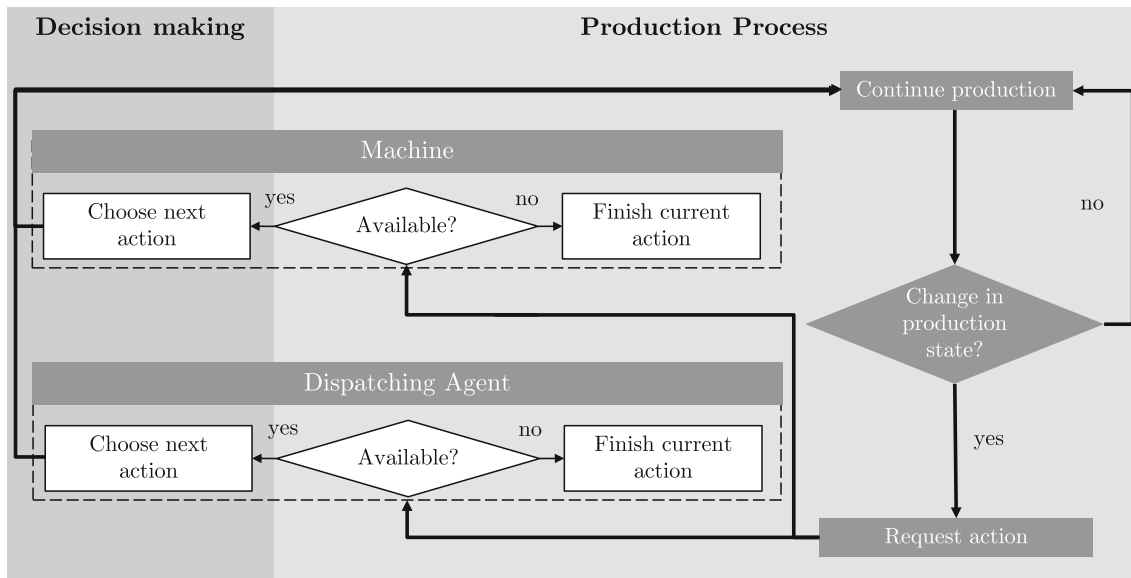 Decision making
Production Process
Continue production
Machine
yes
no
Choose next
action
Available?
Finish current
action
no
Change in
production
state?
Dispatching Agent
yes
no
Choose next
action
Available?
Finish current
action
yes
Request action